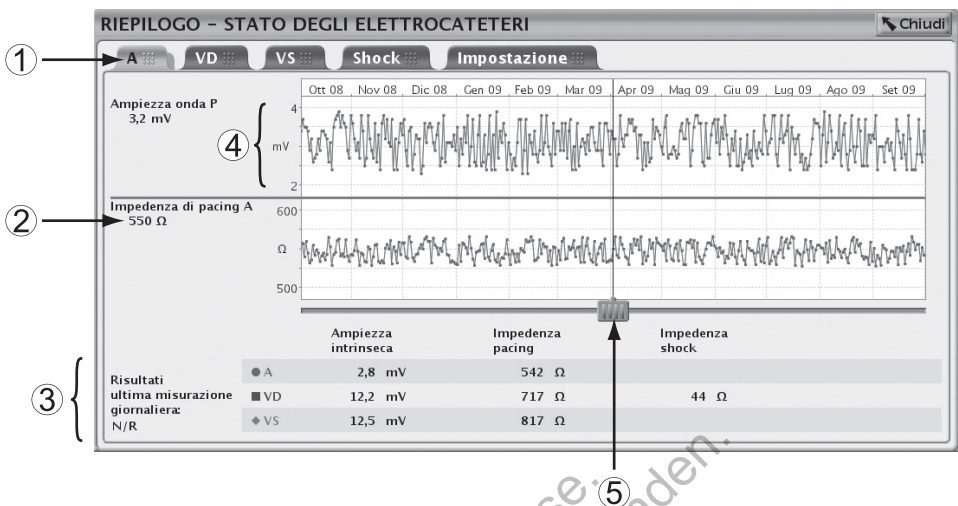 RIEPILOGO – STATO DEGLI ELETTROCATETERI
Chiudi
1
A
VD
VS
Shock
Impostazione
Ott 08 Nov 08 Dic 08 Gen 09 Feb 09 Mar 09 Apr 09 Mag 09 Giu 09 Lug 09 Ago 09 Set 09
Ampiezza onda P
3,2 mV
4
4
mV
2
2
Impedenza di pacing A
550 Ω
600
Ω
500
Ampiezza intrinseca
Impedenza pacing
Impedenza shock
3
Risultati
ultima misurazione
giornaliera:
N/R
A 2,8 mV 542 Ω
VD 12,2 mV 717 Ω 44 Ω
VS 12,5 mV 817 Ω
5